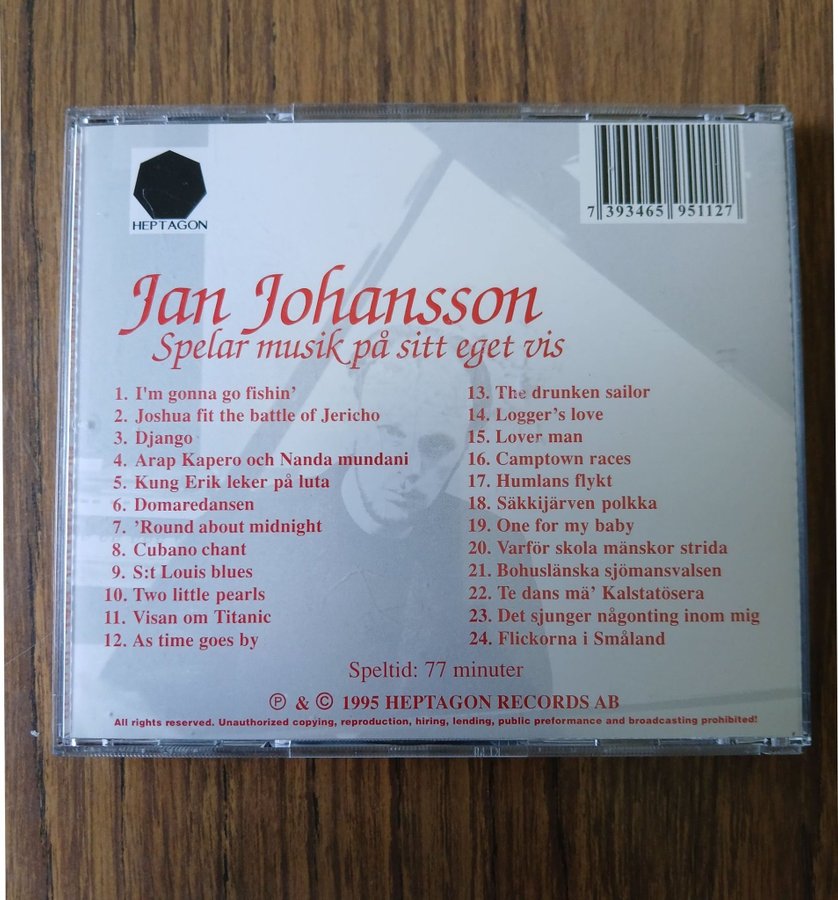 HEPTAGON
7 393465 951127
Jan Johansson
Spelar musik på sitt eget vis
1. I'm gonna go fishin'
2. Joshua fit the battle of Jericho
3. Django
4. Arap Kapero och Nanda mundani
5. Kung Erik leker på luta
6. Domaredansen
7. 'Round about midnight
8. Cubano chant
9. S:t Louis blues
10. Two little pearls
11. Visan om Titanic
12. As time goes by
13. The drunken sailor
14. Logger's love
15. Lover man
16. Camptown races
17. Humlans flykt
18. Säkkijärven polkka
19. One for my baby
20. Varför skola mänskor strida
21. Bohuslänska sjömansvalsen
22. Te dans mä' Kalstatösera
23. Det sjunger någonting inom mig
24. Flickorna i Småland
Speltid: 77 minuter
℗ & © 1995 HEPTAGON RECORDS AB
All rights reserved. Unauthorized copying, reproduction, hiring, lending, public preformance and broadcasting prohibited!